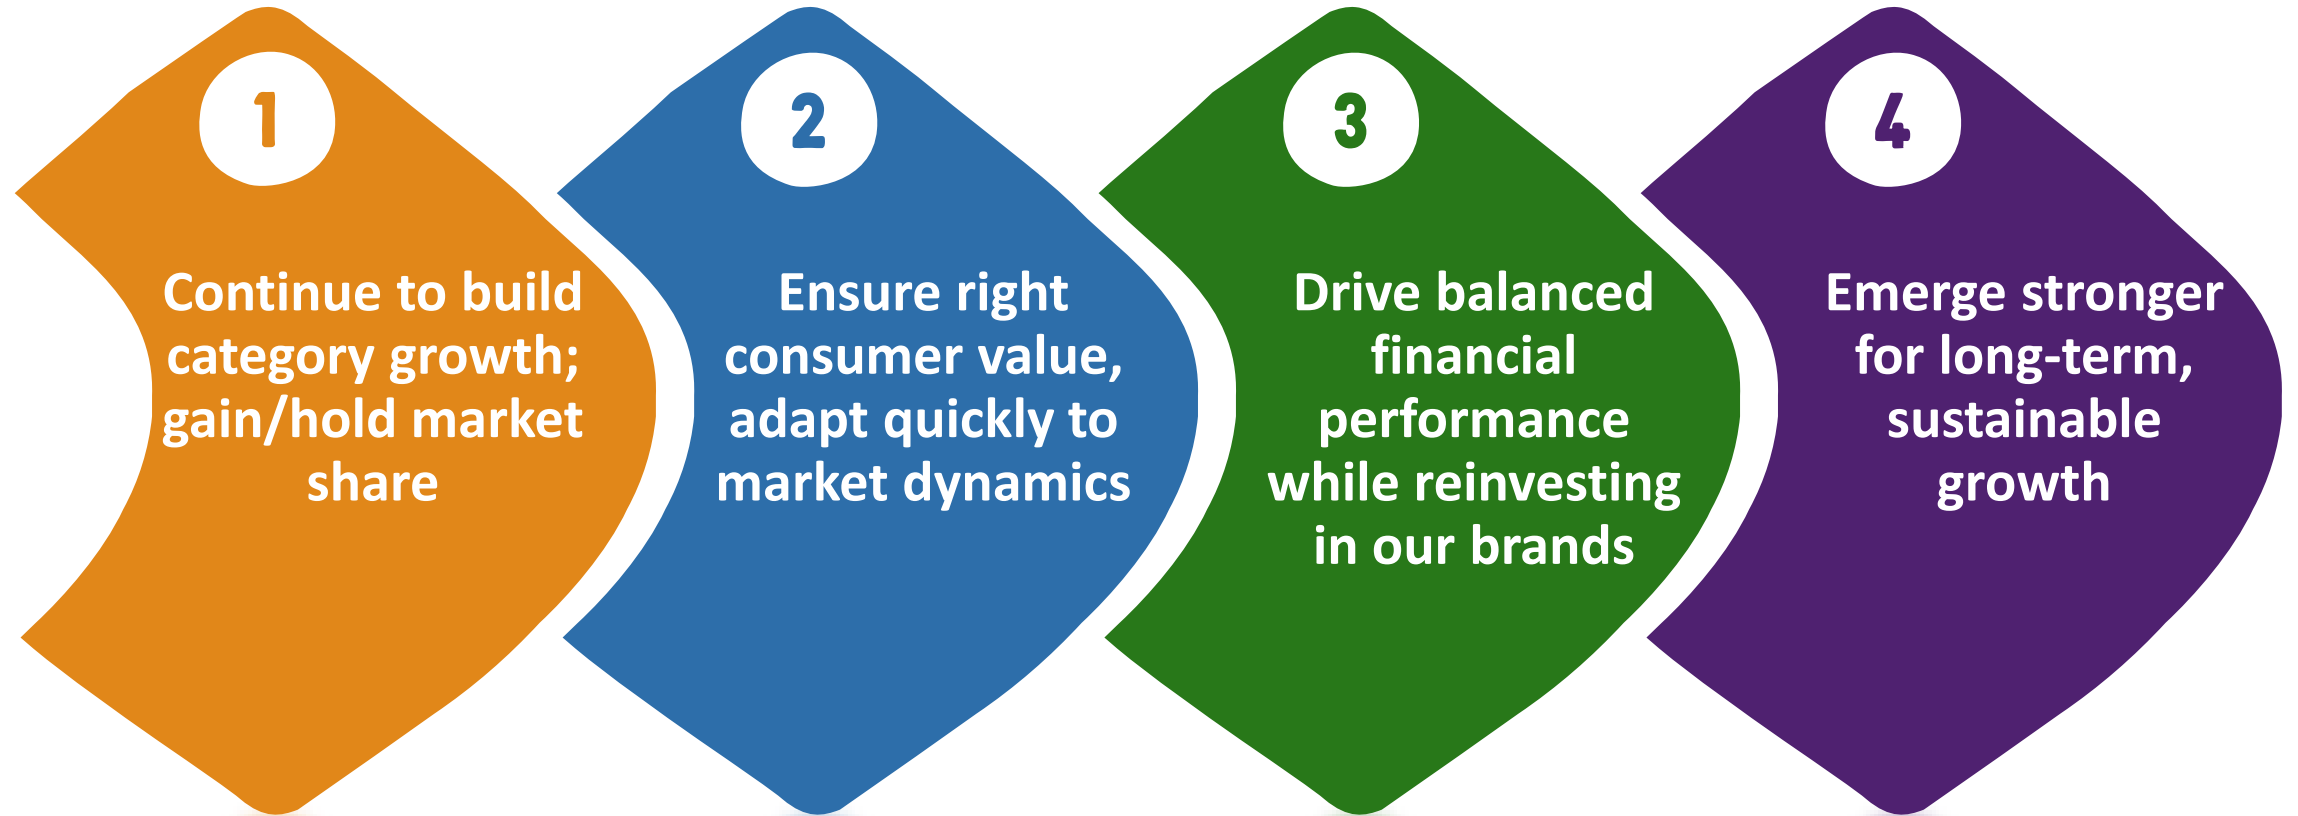 1
Continue to build
category growth;
gain/hold market
share
2
Ensure right
consumer value,
adapt quickly to
market dynamics
3
Drive balanced
financial
performance
while reinvesting
in our brands
4
Emerge stronger
for long-term,
sustainable
growth